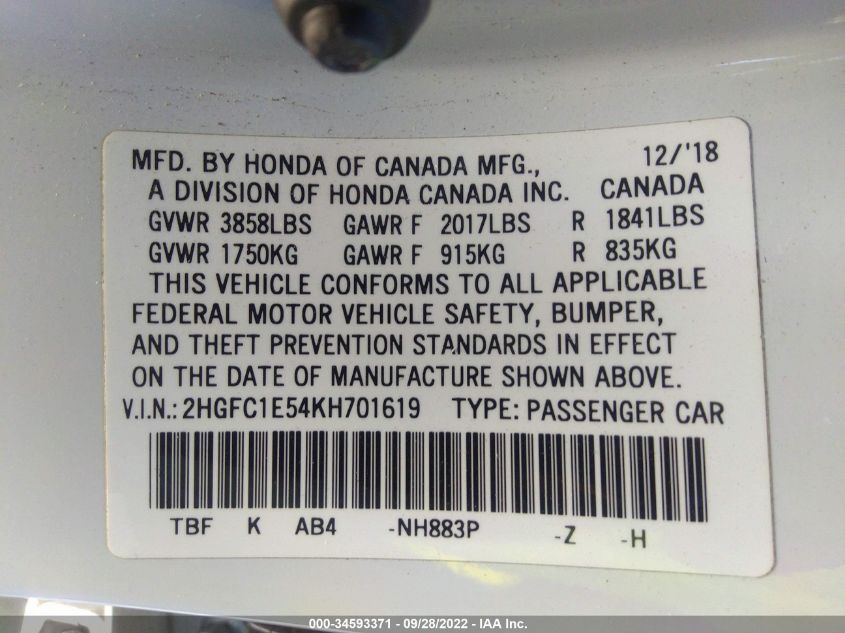 MFD. BY HONDA OF CANADA MFG., 12/'18
A DIVISION OF HONDA CANADA INC. CANADA
GVWR 3858LBS GAWR F 2017LBS R 1841LBS
GVWR 1750KG GAWR F 915KG R 835KG
THIS VEHICLE CONFORMS TO ALL APPLICABLE
FEDERAL MOTOR VEHICLE SAFETY, BUMPER,
AND THEFT PREVENTION STANDARDS IN EFFECT
ON THE DATE OF MANUFACTURE SHOWN ABOVE.
V.I.N.: 2HGFC1E54KH701619 TYPE: PASSENGER CAR
TBF K AB4 -NH883P -Z -H
000-34593371 - 09/28/2022 - IAA Inc.